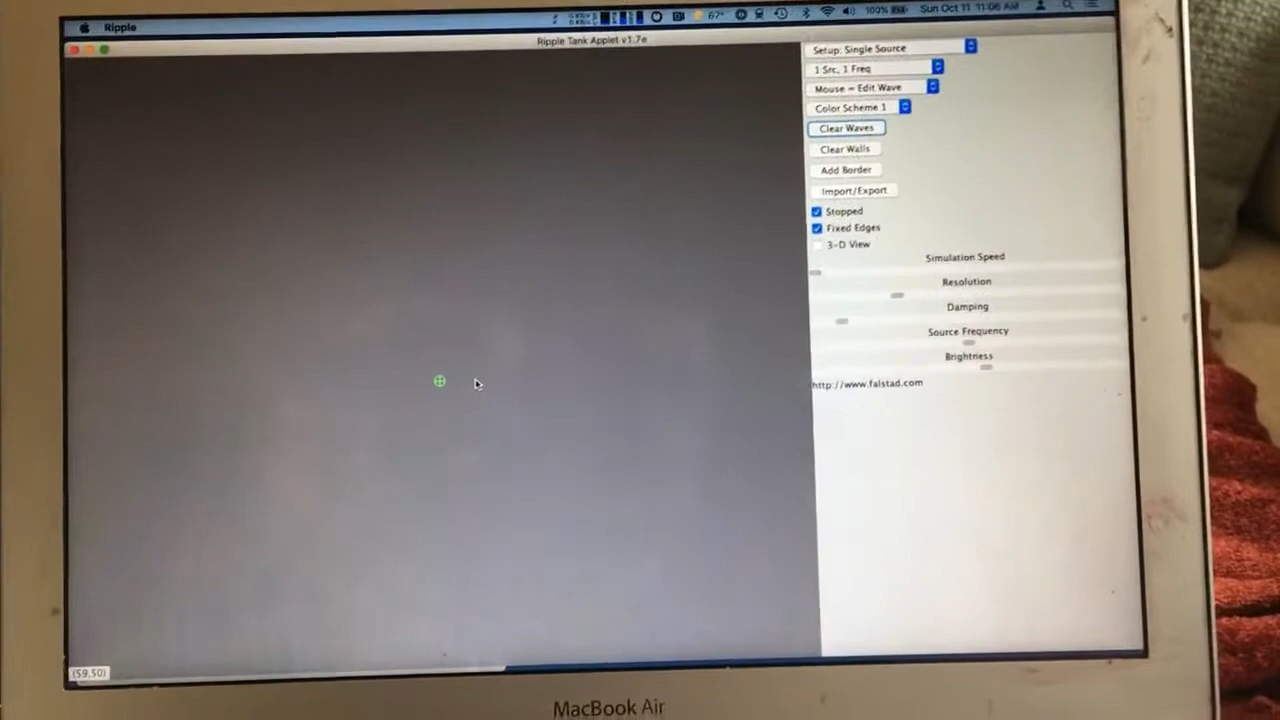 Ripple
67°
100%
Sun Oct 11 11:06 AM
Ripple Tank Applet v1.7e
Setup: Single Source
1 Src, 1 Freq
Mouse = Edit Wave
Color Scheme 1
Clear Waves
Clear Walls
Add Border
Import/Export
Stopped
Fixed Edges
3-D View
Simulation Speed
Resolution
Damping
Source Frequency
Brightness
http://www.falstad.com
(59,50)
MacBook Air